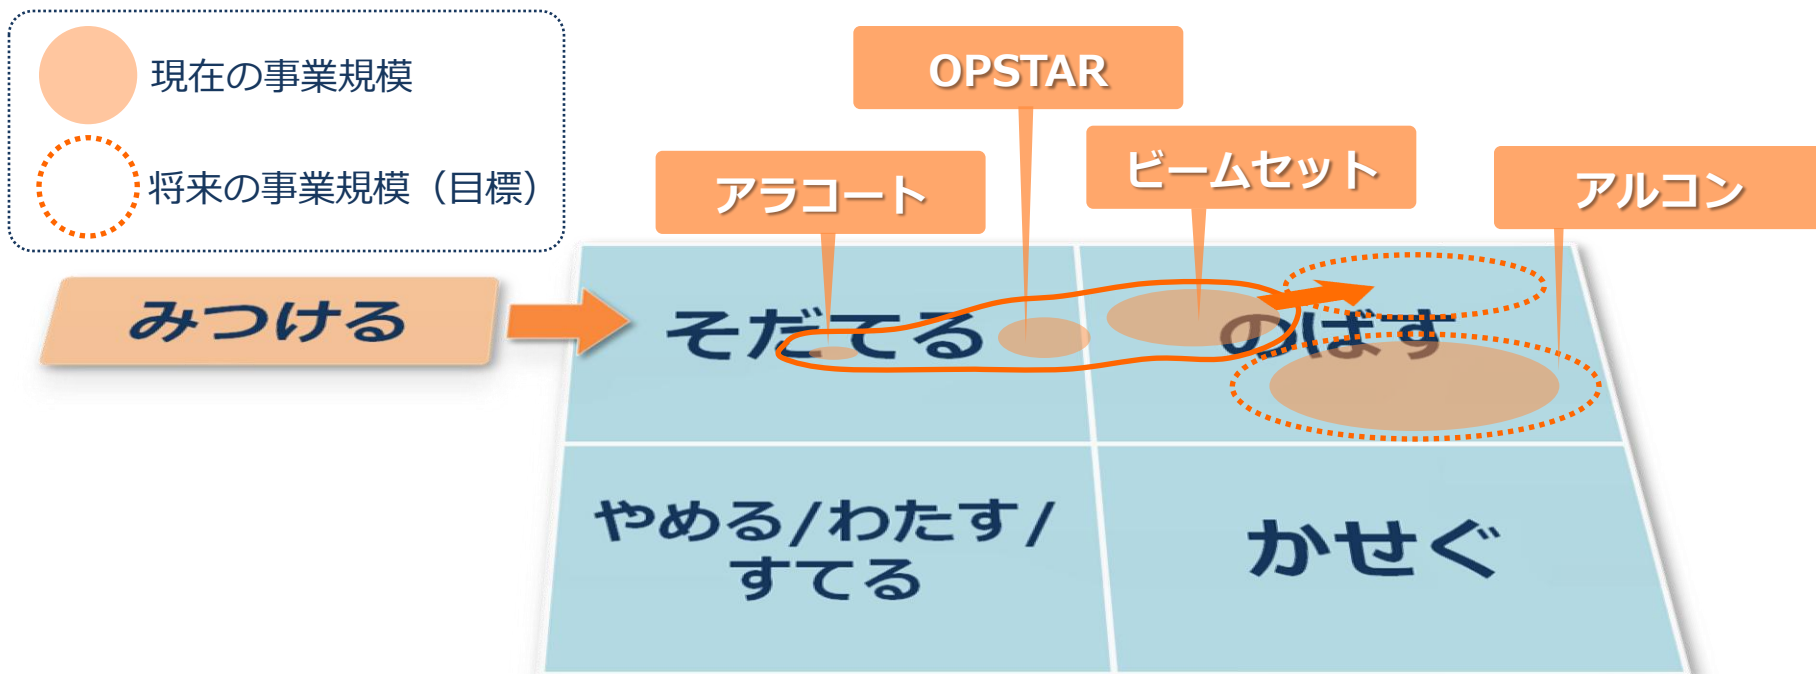 現在の事業規模
将来の事業規模（目標）
OPSTAR
アラコート
ビームセット
アルコン
みつける
そだてる
のばす
やめる/わたす/
すてる
かせぐ